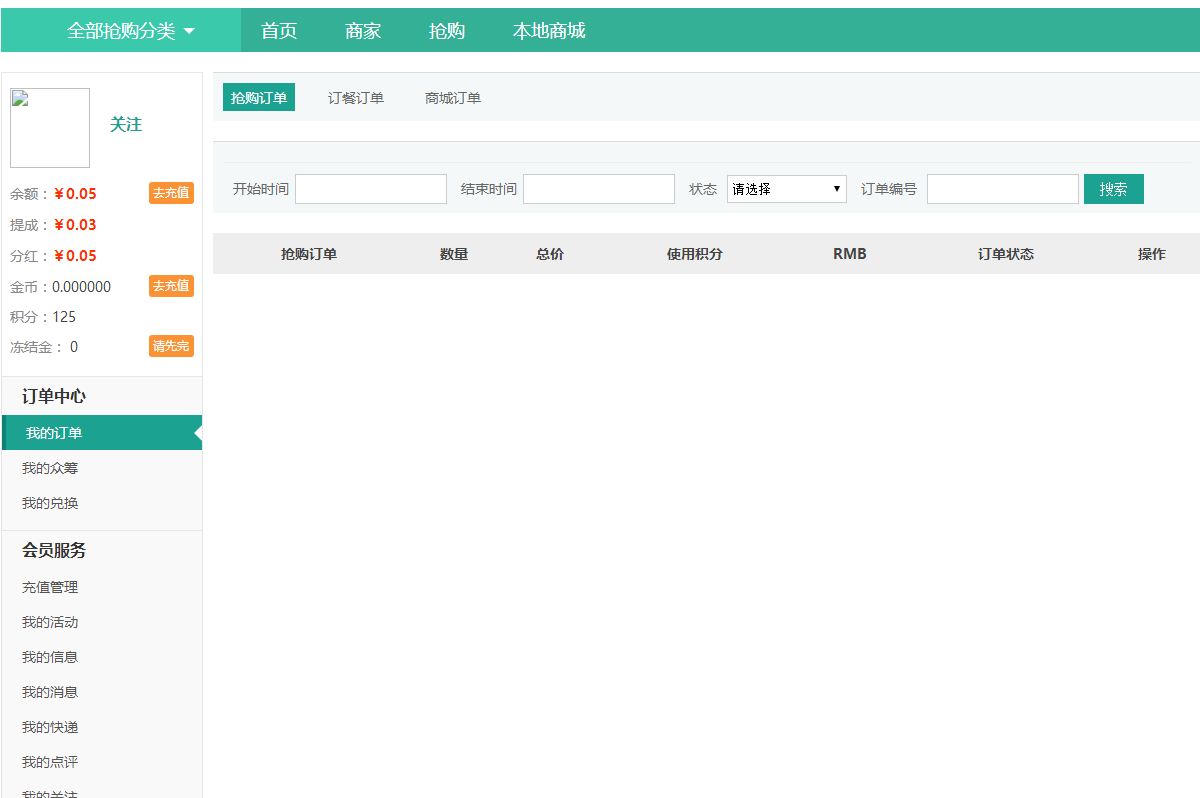 全部抢购分类 首页 商家 抢购 本地商城
关注
余额：¥0.05 去充值
提成：¥0.03
分红：¥0.05
金币：0.000000 去充值
积分：125
冻结金： 0 请先完
订单中心
我的订单
我的众筹
我的兑换
会员服务
充值管理
我的活动
我的信息
我的消息
我的快递
我的点评
我的关注
抢购订单 订餐订单 商城订单
开始时间 结束时间 状态 请选择 订单编号 搜索
抢购订单 数量 总价 使用积分 RMB 订单状态 操作